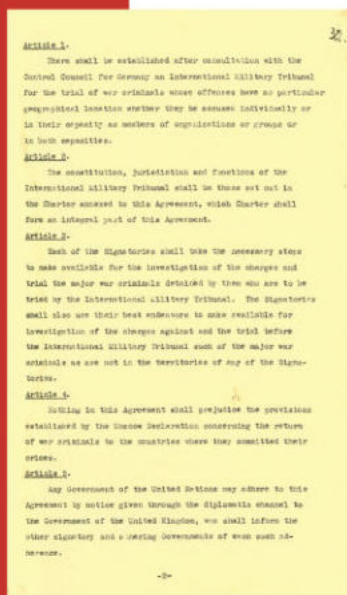 Article 1.
There shall be established after consultation with the
Control Council for Germany an International Military Tribunal
for the trial of war criminals whose offences have no particular
geographical location whether they be accused individually or
in their capacity as members of organisations or groups or
in both capacities.
Article 2.
The constitution, jurisdiction and functions of the
International Military Tribunal shall be those set out in
the Charter annexed to this Agreement, which Charter shall
form an integral part of this Agreement.
Article 3.
Each of the Signatories shall take the necessary steps
to make available for the investigation of the charges and
trial the major war criminals detained by them who are to be
tried by the International Military Tribunal. The Signatories
shall also use their best endeavours to make available for
investigation of the charges against and the trial before
the International Military Tribunal such of the major war
criminals as are not in the territories of any of the Signa-
tories.
Article 4.
Nothing in this Agreement shall prejudice the provisions
established by the Moscow Declaration concerning the return
of war criminals to the countries where they committed their
crimes.
Article 5.
Any Government of the United Nations may adhere to this
Agreement by notice given through the diplomatic channel to
the Government of the United Kingdom, who shall inform the
other signatory and adhering Governments of each such ad-
herence.
-2-